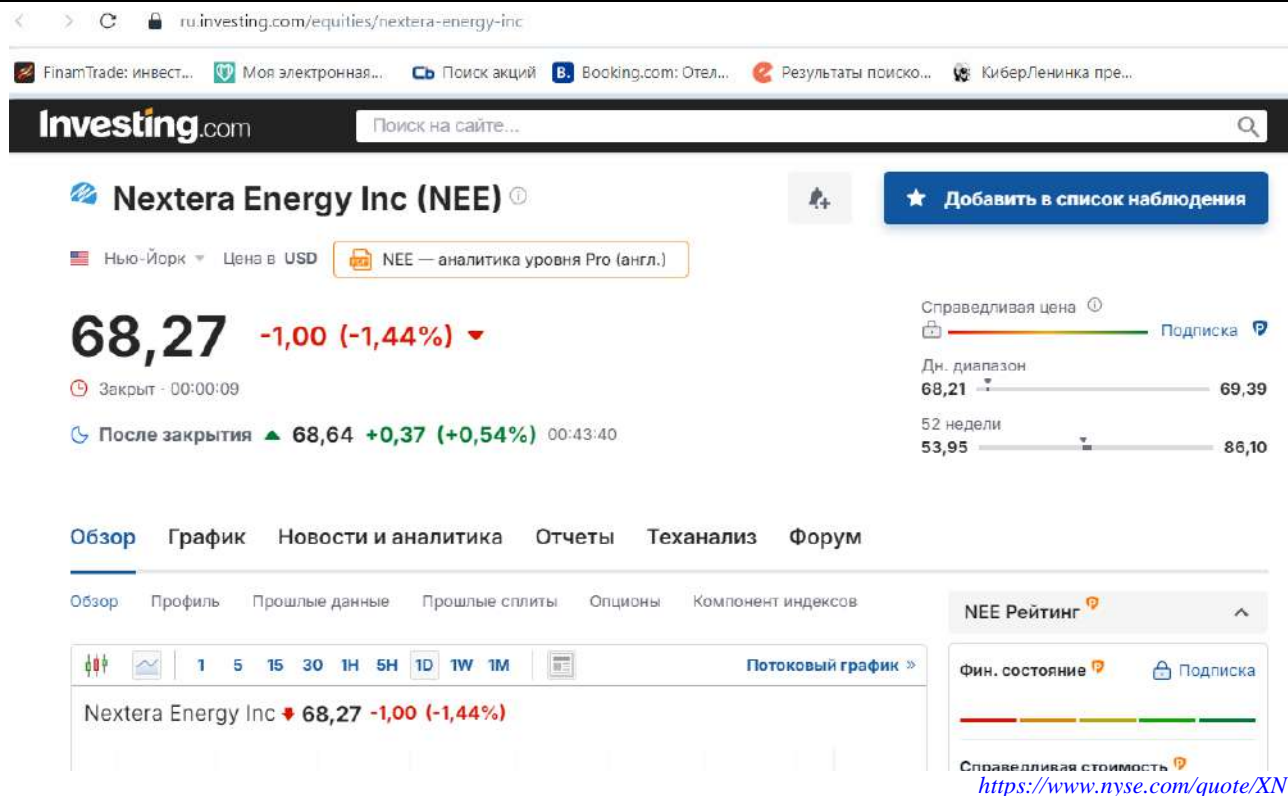 ru.investing.com/equities/nextera-energy-inc
FinamTrade: инвест... Моя электронная... Поиск акций Booking.com: Отел... Результаты поиско... КиберЛенинка пре...
Investing.com Поиск на сайте...
Nextera Energy Inc (NEE)
Добавить в список наблюдения
Нью-Йорк Цена в USD NEE — аналитика уровня Pro (англ.)
68,27 -1,00 (-1,44%)
Закрыт · 00:00:09
После закрытия 68,64 +0,37 (+0,54%) 00:43:40
Справедливая цена
Подписка
Дн. диапазон
68,21 69,39
52 недели
53,95 86,10
Обзор График Новости и аналитика Отчеты Теханализ Форум
Обзор Профиль Прошлые данные Прошлые сплиты Опционы Компонент индексов
1 5 15 30 1H 5H 1D 1W 1M Потоковый график »
Nextera Energy Inc 68,27 -1,00 (-1,44%)
NEE Рейтинг
Фин. состояние Подписка
Справедливая стоимость
https://www.nyse.com/quote/XN